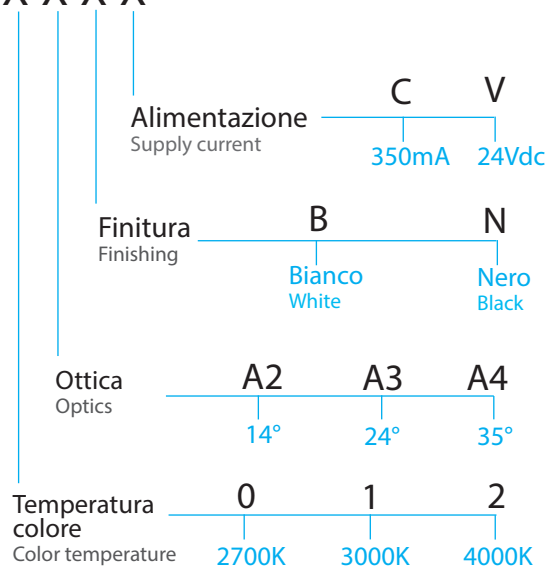 C V
Alimentazione
Supply current
350mA 24Vdc
B N
Finitura
Finishing
Bianco Nero
White Black
A2 A3 A4
Ottica
Optics
14° 24° 35°
0 1 2
Temperatura
colore
Color temperature
2700K 3000K 4000K